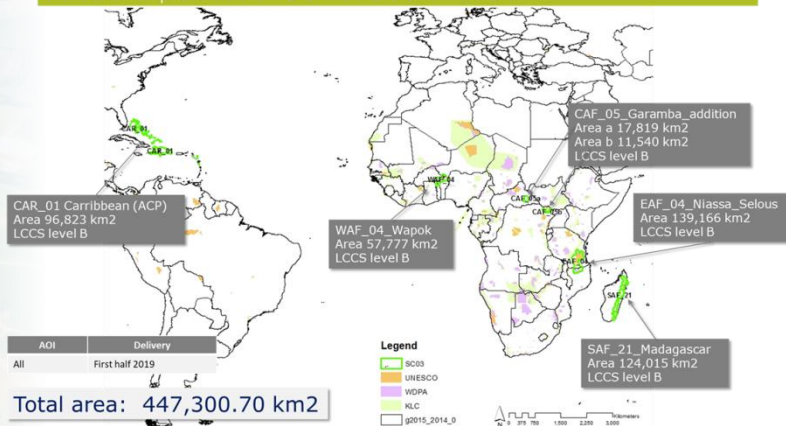 CAF_05_Garamba_addition
Area a 17,819 km2
Area b 11,540 km2
LCCS level B
CAR_01
CAR_01
CAR_01 Carribbean (ACP)
Area 96,823 km2
LCCS level B
WAF_04
CAF_05a
CAF_05b
EAF_04_Niassa_Selous
Area 139,166 km2
LCCS level B
WAF_04_Wapok
Area 57,777 km2
LCCS level B
SAF_21
SAF_21_Madagascar
Area 124,015 km2
LCCS level B
AOI Delivery
All First half 2019
Total area: 447,300.70 km2
Legend
SC03
UNESCO
WDPA
KLC
g2015_2014_0
N
0 375 750 1,500 2,250 3,000
Kilometers